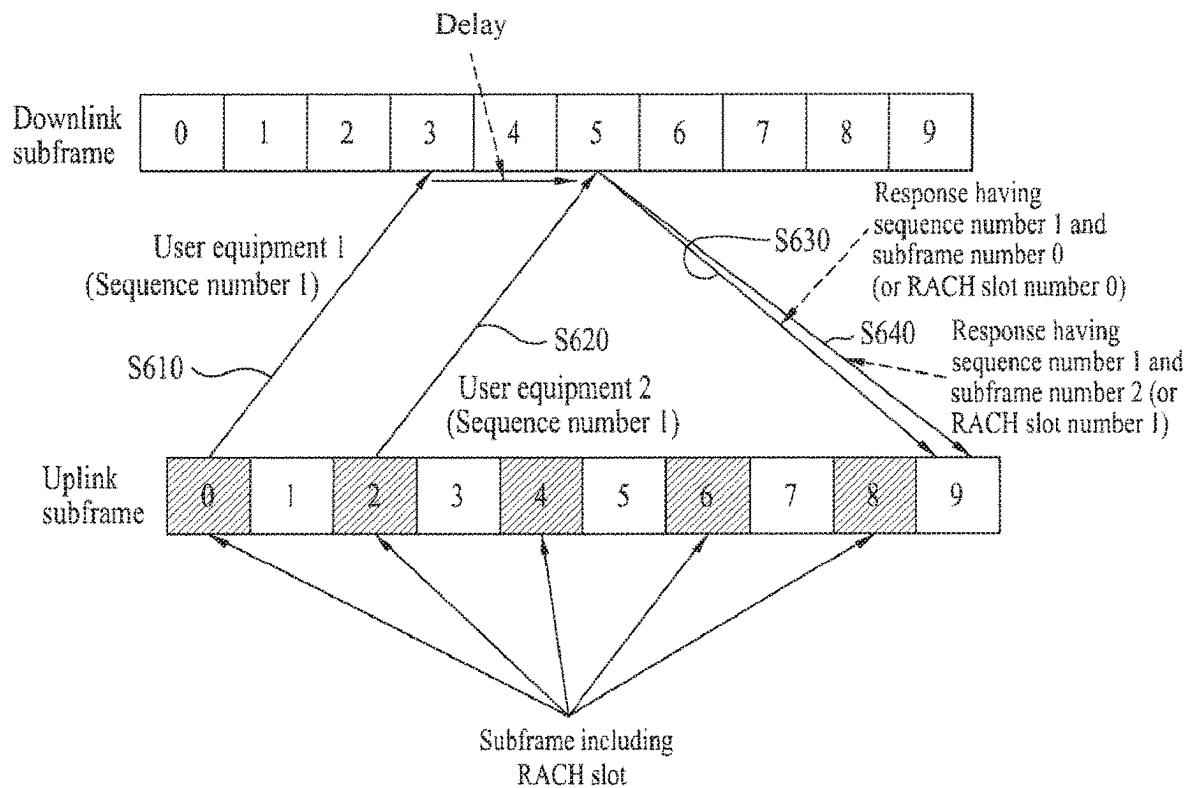 Delay
Downlink
subframe
0 1 2 3 4 5 6 7 8 9
User equipment 1
(Sequence number 1)
S610
S620
User equipment 2
(Sequence number 1)
S630
Response having
sequence number 1 and
subframe number 0
(or RACH slot number 0)
S640
Response having
sequence number 1 and
subframe number 2 (or
RACH slot number 1)
Uplink
subframe
0 1 2 3 4 5 6 7 8 9
Subframe including
RACH slot